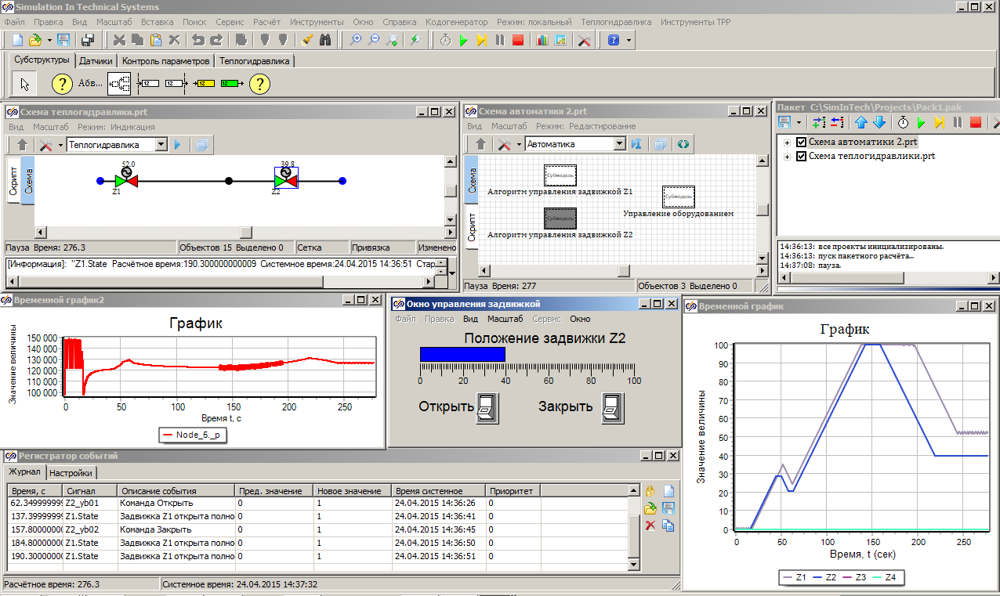 Simulation In Technical Systems
Файл Правка Вид Масштаб Вставка Поиск Сервис Расчёт Инструменты Окно Справка Кодогенератор Режим: локальный Теплогидравлика Инструменты ТРР
Субструктуры Датчики Контроль параметров Теплогидравлика
? Абв... 12 12 12 12 ?
Схема теплогидравлики.prt
Вид Масштаб Режим: Индикация
Теплогидравлика
Скрипт
Схема
52.0 39.8
Z1 Z2
Пауза Время: 276.3 Объектов 15 Выделено 0 Сетка Привязка Изменено
[Информация]: "Z1.State Расчётное время:190.300000000009 Системное время:24.04.2015 14:36:51 Стар
Схема автоматики 2.prt
Вид Масштаб Режим: Редактирование
Автоматика
Схема
Скрипт
Субмодель
Алгоритм управления задвижкой Z1
Субмодель
Управление оборудованием
Субмодель
Алгоритм управления задвижкой Z2
Пауза Время: 277 Объектов 3 Выделено 0
Пакет C:\SimInTech\Projects\Pack1.pak
Схема автоматики 2.prt
Схема теплогидравлики.prt
14:36:13: все проекты инициализированы.
14:36:13: пуск пакетного расчёта...
14:37:08: пауза.
Временной график2
График
Значение величины
150 000
140 000
130 000
120 000
110 000
100 000
0 50 100 150 200 250
Время t, с
Node_5._p
Окно управления задвижкой
Файл Правка Вид Масштаб Сервис Окно
Положение задвижки Z2
0 20 40 60 80 100
Открыть Закрыть
Временной график
График
Значение величины
100
90
80
70
60
50
40
30
20
10
0
0 50 100 150 200 250
Время, t (сек)
Z1 Z2 Z3 Z4
Регистратор событий
Журнал Настройки
Время, с Сигнал Описание события Пред. значение Новое значение Время системное Приоритет
62.349999999 Z2_yb01 Команда Открыть 0 1 24.04.2015 14:36:26 0
137.39999999 Z1.State Задвижка Z1 открыта полно 0 1 24.04.2015 14:36:41 0
157.80000000 Z2_yb02 Команда Закрыть 0 1 24.04.2015 14:36:45 0
184.80000000 Z1.State Задвижка Z1 открыта полно 0 1 24.04.2015 14:36:50 0
190.30000000 Z1.State Задвижка Z1 открыта полно 0 1 24.04.2015 14:36:51 0
Расчётное время: 276.3 Системное время: 24.04.2015 14:37:32